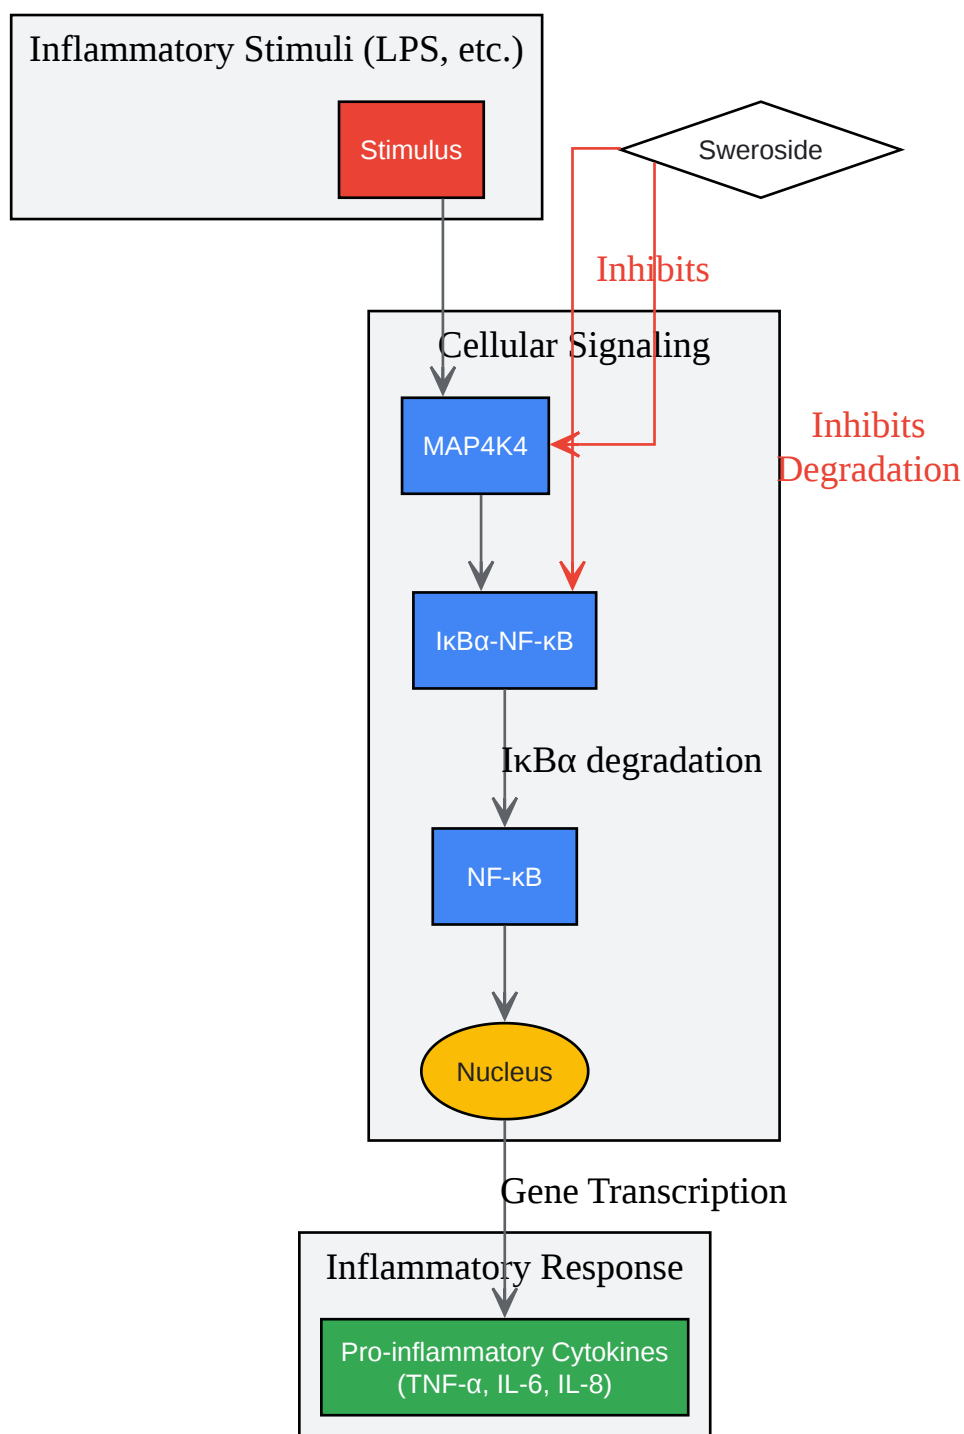 Inflammatory Stimuli (LPS, etc.)
Stimulus
Sweroside
Inhibits
Cellular Signaling
Inhibits
Degradation
MAP4K4
IκBα-NF-κB
IκBα degradation
NF-κB
Nucleus
Gene Transcription
Inflammatory Response
Pro-inflammatory Cytokines
(TNF-α, IL-6, IL-8)